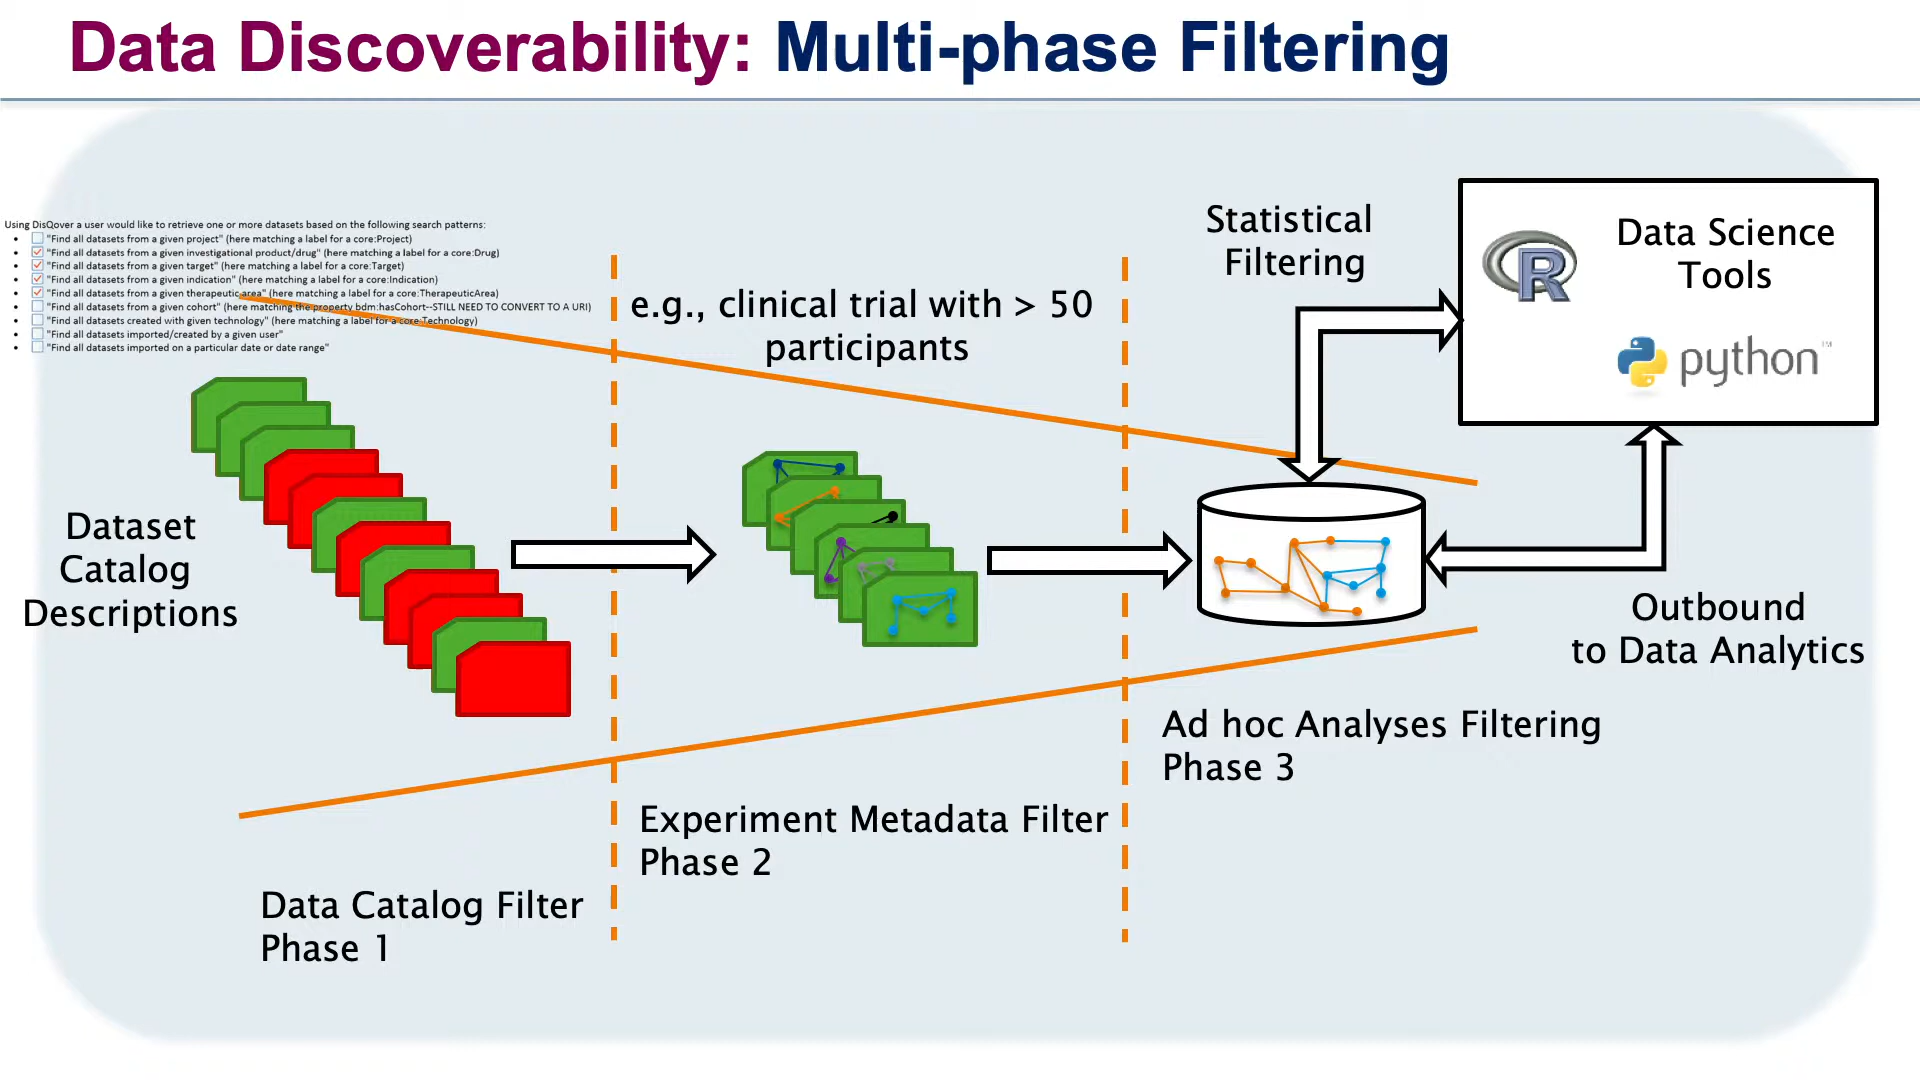 Data Discoverability: Multi-phase Filtering
Using DisQover a user would like to retrieve one or more datasets based on the following search patterns:
"Find all datasets from a given project" (here matching a label for a core:Project)
"Find all datasets from a given investigational product/drug" (here matching a label for a core:Drug)
"Find all datasets from a given target" (here matching a label for a core:Target)
"Find all datasets from a given indication" (here matching a label for a core:Indication)
"Find all datasets from a given therapeutic area" (here matching a label for a core:TherapeuticArea)
"Find all datasets from a given cohort" (here matching the property bdm:hasCohort--STILL NEED TO CONVERT TO A URI)
"Find all datasets created with given technology" (here matching a label for a core:Technology)
"Find all datasets imported/created by a given user"
"Find all datasets imported on a particular date or date range"
e.g., clinical trial with > 50
participants
Statistical
Filtering
R
Data Science
Tools
python™
Dataset
Catalog
Descriptions
Outbound
to Data Analytics
Ad hoc Analyses Filtering
Phase 3
Experiment Metadata Filter
Phase 2
Data Catalog Filter
Phase 1